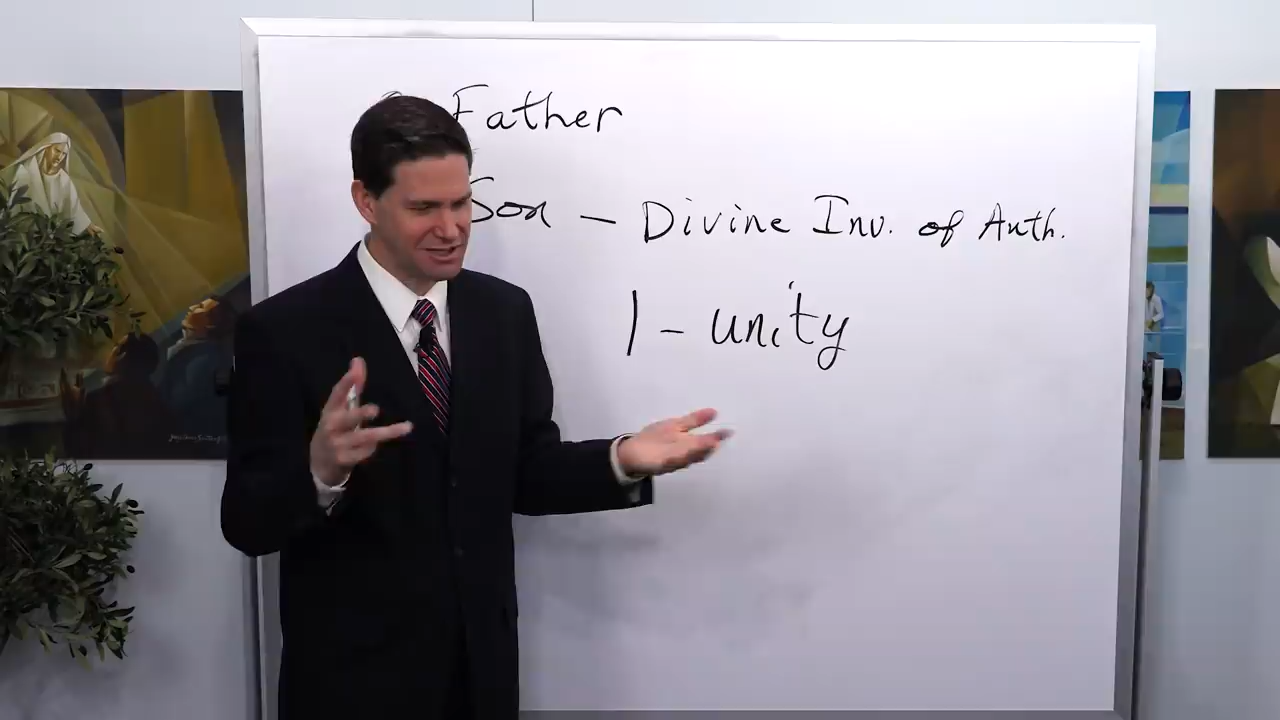 Father
Son — Divine Inv. of Auth.
1 – unity